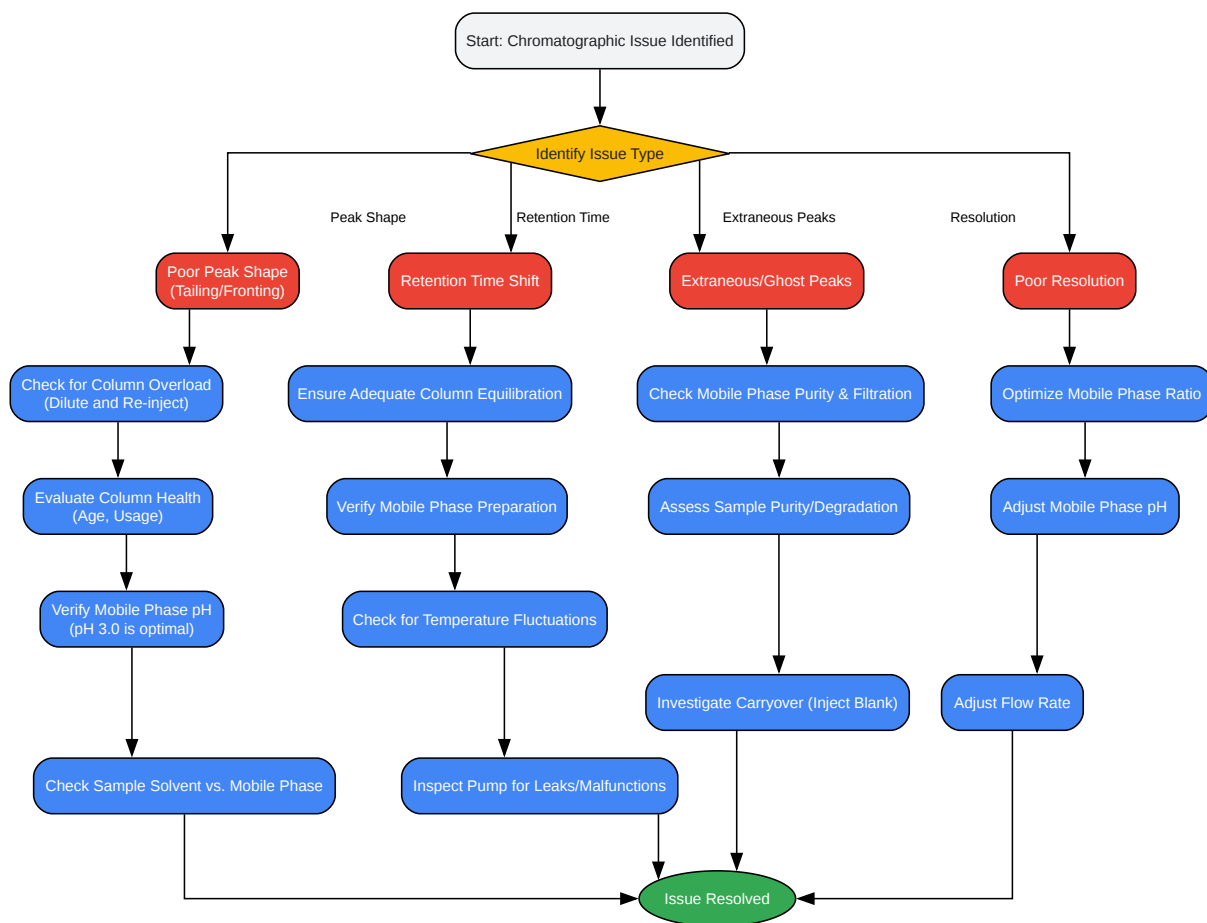 Start: Chromatographic Issue Identified
Identify Issue Type
Peak Shape
Retention Time
Extraneous Peaks
Resolution
Poor Peak Shape
(Tailing/Fronting)
Retention Time Shift
Extraneous/Ghost Peaks
Poor Resolution
Check for Column Overload
(Dilute and Re-inject)
Ensure Adequate Column Equilibration
Check Mobile Phase Purity & Filtration
Optimize Mobile Phase Ratio
Evaluate Column Health
(Age, Usage)
Verify Mobile Phase Preparation
Assess Sample Purity/Degradation
Adjust Mobile Phase pH
Verify Mobile Phase pH
(pH 3.0 is optimal)
Check for Temperature Fluctuations
Investigate Carryover (Inject Blank)
Adjust Flow Rate
Check Sample Solvent vs. Mobile Phase
Inspect Pump for Leaks/Malfunctions
Issue Resolved